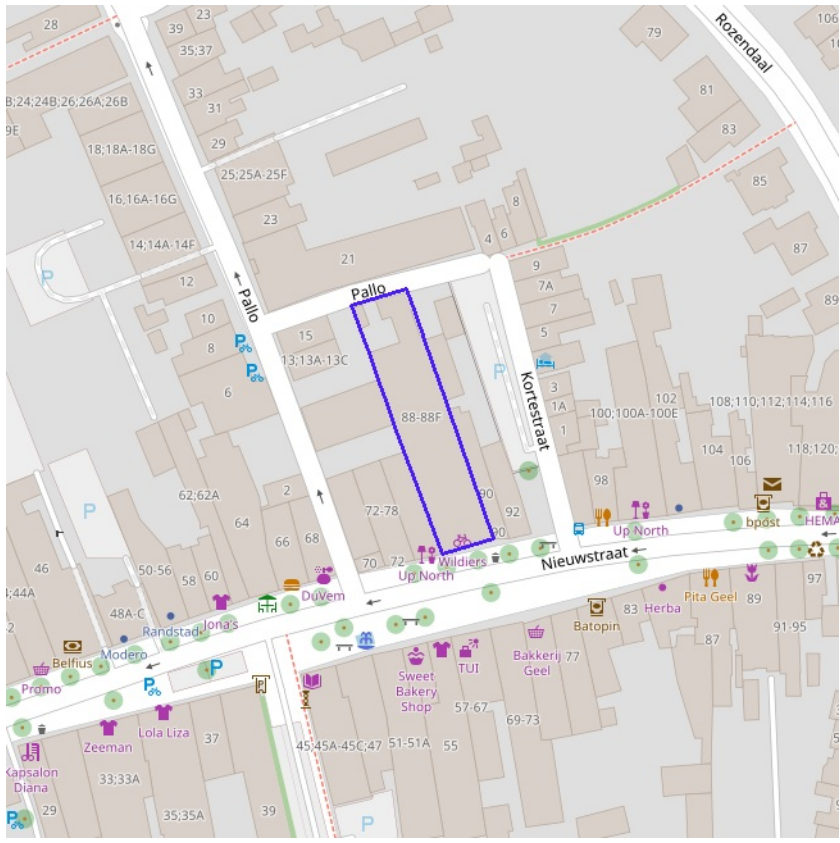 28
23
39
35;37
79
106
Rozendaal
B;24;24B;26;26A;26B
9E
33
31
81
83
18;18A-18G
29
25;25A-25F
85
16,16A-16G
23
8
6
4
14;14A-14F
21
87
P
12
9
7A
89
Pallo
Pallo
10
15
7
P
8
13;13A-13C
5
P
P
6
3
Kortestraat
1A
102
108;110;112;114;116
88-88F
100;100A-100E
1
104
118;120;
106
62;62A
2
90
98
72-78
92
P
64
66
68
90
Up North
bpost
HEMA
70
72
Wildiers
Up North
Nieuwstraat
50-56
58
60
DuVem
46
44A
48A-C
Jona's
Randstad
Modero
Belfius
Promo
P
P
P
Batopin
83
Herba
Pita Geel
97
89
87
91-95
Sweet
Bakery
Shop
TUI
Bakkerij
Geel
77
Lola Liza
Zeeman
37
57-67
69-73
45;45A-45C;47
51-51A
55
Kapsalon
Diana
33;33A
29
35;35A
39
P
P